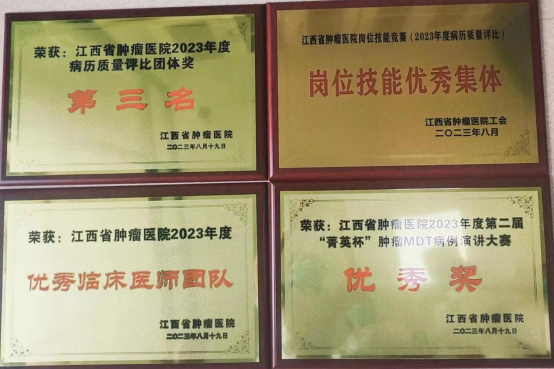 荣获：江西省肿瘤医院2023年度
病历质量评比团体奖
第三名
江西省肿瘤医院
二〇二三年八月十九日
江西省肿瘤医院岗位技能竞赛（2023年度病历质量评比）
岗位技能优秀集体
江西省肿瘤医院工会
二〇二三年八月
荣获：江西省肿瘤医院2023年度
优秀临床医师团队
江西省肿瘤医院
二〇二三年八月十九日
荣获：江西省肿瘤医院2023年度第二届
“菁英杯”肿瘤MDT病例演讲大赛
优秀奖
江西省肿瘤医院
二〇二三年八月十九日